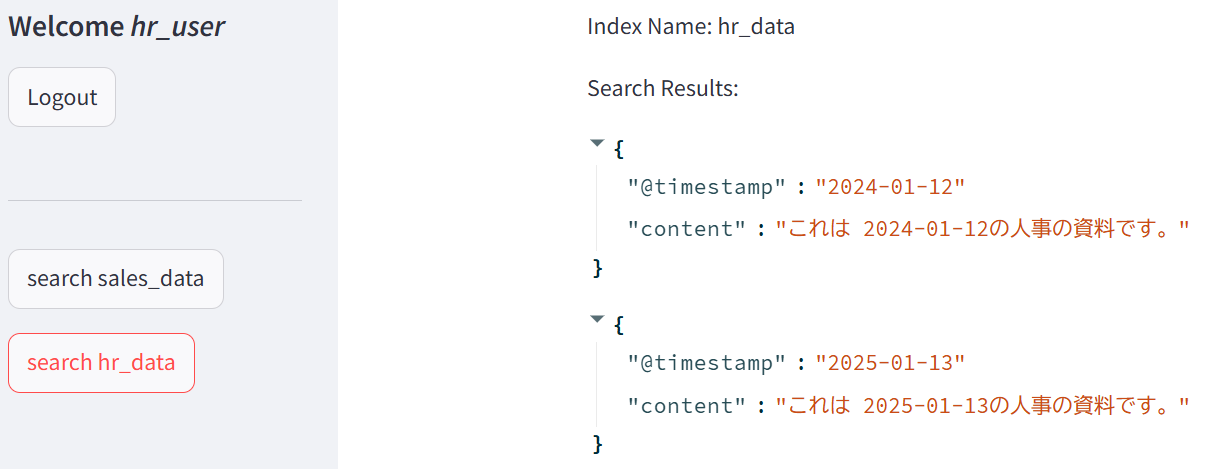 Welcome hr_user
Logout
search sales_data
search hr_data
Index Name: hr_data
Search Results:
{
"@timestamp" : "2024-01-12"
"content" : "これは 2024-01-12の人事の資料です。"
}
{
"@timestamp" : "2025-01-13"
"content" : "これは 2025-01-13の人事の資料です。"
}